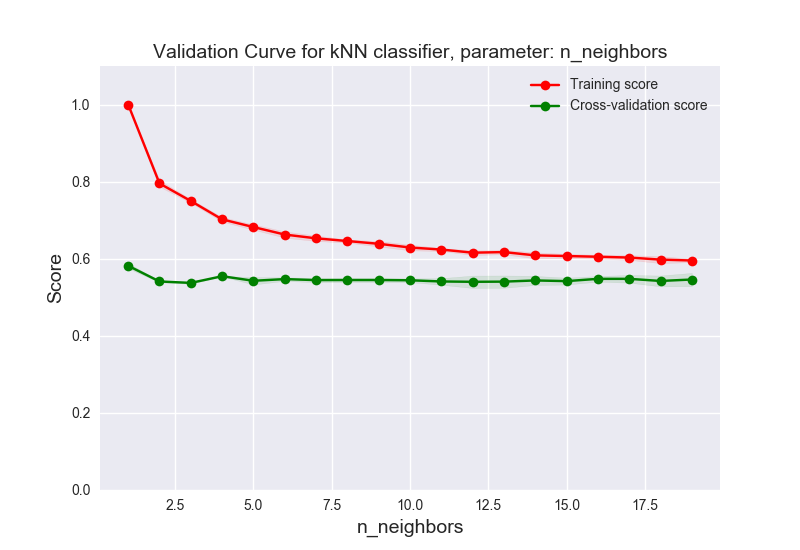 Validation Curve for kNN classifier, parameter: n_neighbors
Training score
Cross-validation score
1.0
0.8
0.6
0.4
0.2
0.0
Score
2.5 5.0 7.5 10.0 12.5 15.0 17.5
n_neighbors